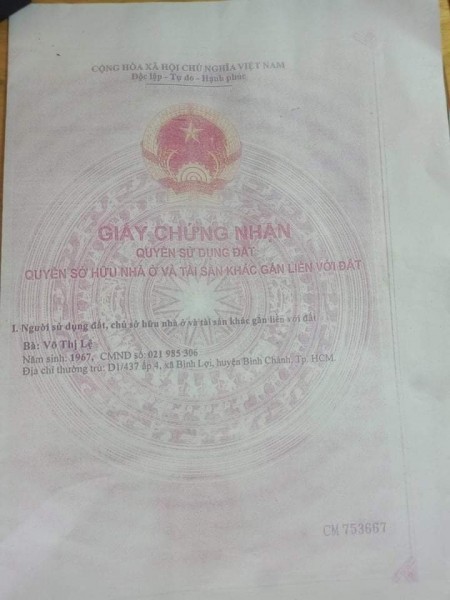 CỘNG HÒA XÃ HỘI CHỦ NGHĨA VIỆT NAM
Độc lập - Tự do - Hạnh phúc
GIẤY CHỨNG NHẬN
QUYỀN SỬ DỤNG ĐẤT
QUYỀN SỞ HỮU NHÀ Ở VÀ TÀI SẢN KHÁC GẮN LIỀN VỚI ĐẤT
I. Người sử dụng đất, chủ sở hữu nhà ở và tài sản khác gắn liền với đất
Bà: Võ Thị Lệ
Năm sinh: 1967, CMND số: 021 985 306
Địa chỉ thường trú: D1/437 ấp 4, xã Bình Lợi, huyện Bình Chánh, Tp. HCM.
CM 753667